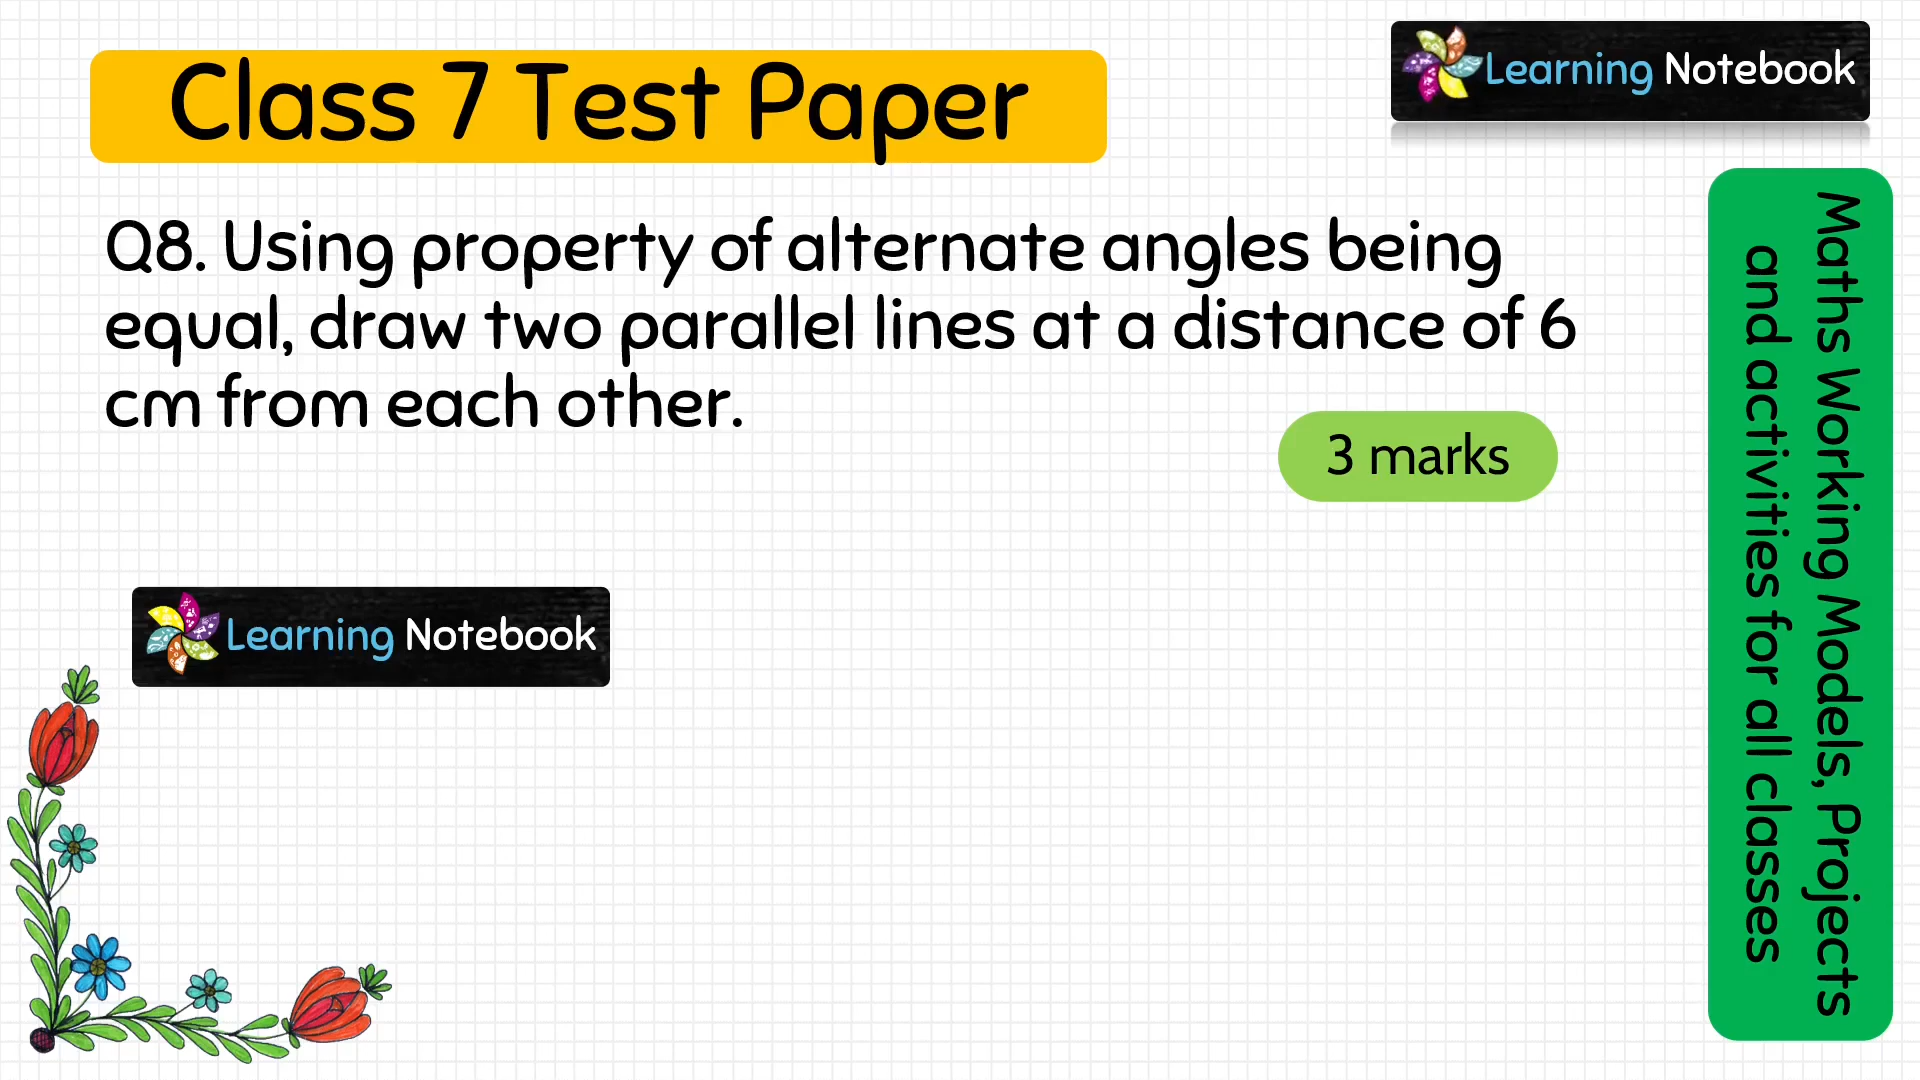 Class 7 Test Paper
Learning Notebook
Q8. Using property of alternate angles being
equal, draw two parallel lines at a distance of 6
cm from each other.
3 marks
Learning Notebook
Maths Working Models, Projects
and activities for all classes